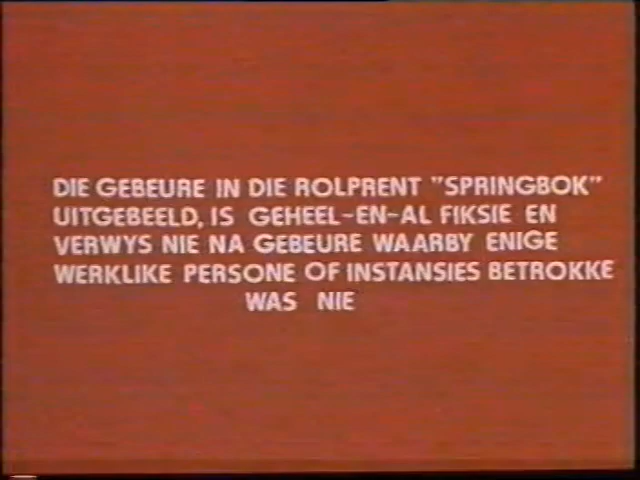 DIE GEBEURE IN DIE ROLPRENT "SPRINGBOK"
UITGEBEELD, IS GEHEEL-EN-AL FIKSIE EN
VERWYS NIE NA GEBEURE WAARBY ENIGE
WERKLIKE PERSONE OF INSTANSIES BETROKKE
WAS NIE